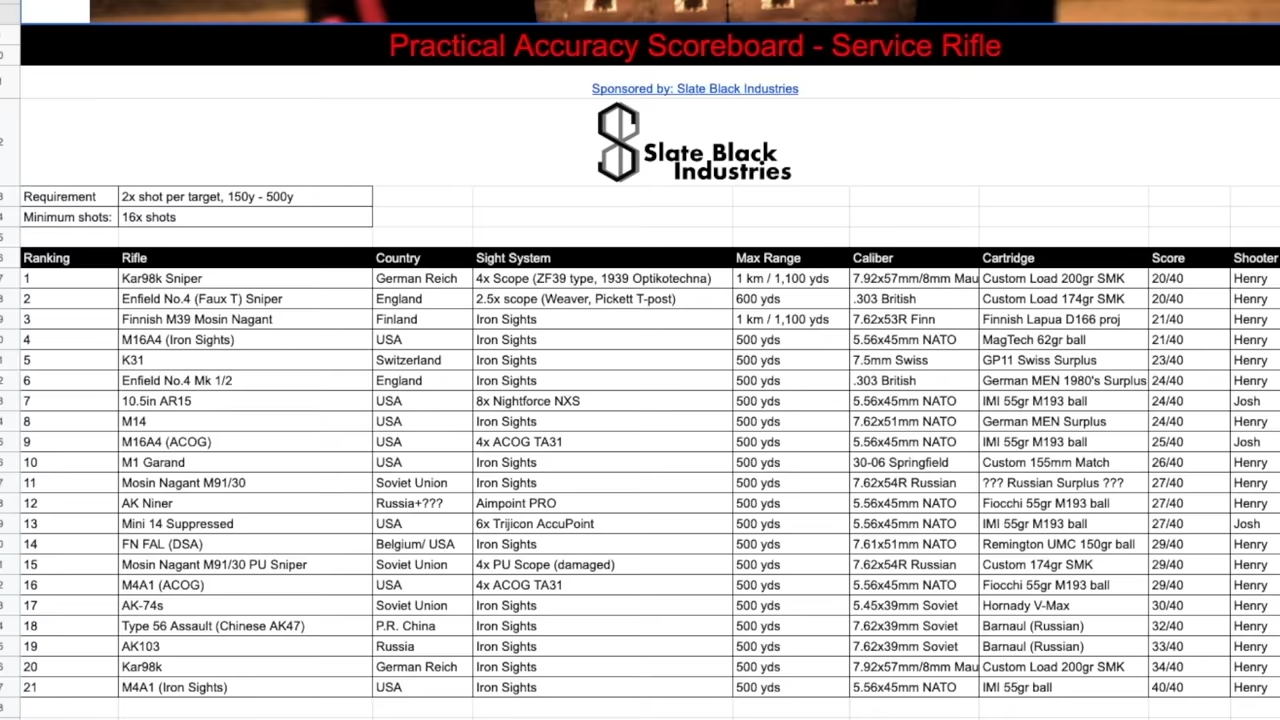 Practical Accuracy Scoreboard - Service Rifle
Sponsored by: Slate Black Industries
Slate Black
Industries
Requirement 2x shot per target, 150y - 500y
Minimum shots: 16x shots
Ranking Rifle Country Sight System Max Range Caliber Cartridge Score Shooter
1 Kar98k Sniper German Reich 4x Scope (ZF39 type, 1939 Optikotechna) 1 km / 1,100 yds 7.92x57mm/8mm Mau Custom Load 200gr SMK 20/40 Henry
2 Enfield No.4 (Faux T) Sniper England 2.5x scope (Weaver, Pickett T-post) 600 yds .303 British Custom Load 174gr SMK 20/40 Henry
3 Finnish M39 Mosin Nagant Finland Iron Sights 1 km / 1,100 yds 7.62x53R Finn Finnish Lapua D166 proj 21/40 Henry
4 M16A4 (Iron Sights) USA Iron Sights 500 yds 5.56x45mm NATO MagTech 62gr ball 21/40 Henry
5 K31 Switzerland Iron Sights 500 yds 7.5mm Swiss GP11 Swiss Surplus 23/40 Henry
6 Enfield No.4 Mk 1/2 England Iron Sights 500 yds .303 British German MEN 1980's Surplus 24/40 Henry
7 10.5in AR15 USA 8x Nightforce NXS 500 yds 5.56x45mm NATO IMI 55gr M193 ball 24/40 Josh
8 M14 USA Iron Sights 500 yds 7.62x51mm NATO German MEN Surplus 24/40 Henry
9 M16A4 (ACOG) USA 4x ACOG TA31 500 yds 5.56x45mm NATO IMI 55gr M193 ball 25/40 Josh
10 M1 Garand USA Iron Sights 500 yds 30-06 Springfield Custom 155mm Match 26/40 Henry
11 Mosin Nagant M91/30 Soviet Union Iron Sights 500 yds 7.62x54R Russian ??? Russian Surplus ??? 27/40 Henry
12 AK Niner Russia+??? Aimpoint PRO 500 yds 5.56x45mm NATO Fiocchi 55gr M193 ball 27/40 Henry
13 Mini 14 Suppressed USA 6x Trijicon AccuPoint 500 yds 5.56x45mm NATO IMI 55gr M193 ball 27/40 Josh
14 FN FAL (DSA) Belgium/ USA Iron Sights 500 yds 7.61x51mm NATO Remington UMC 150gr ball 29/40 Henry
15 Mosin Nagant M91/30 PU Sniper Soviet Union 4x PU Scope (damaged) 500 yds 7.62x54R Russian Custom 174gr SMK 29/40 Henry
16 M4A1 (ACOG) USA 4x ACOG TA31 500 yds 5.56x45mm NATO Fiocchi 55gr M193 ball 29/40 Henry
17 AK-74s Soviet Union Iron Sights 500 yds 5.45x39mm Soviet Hornady V-Max 30/40 Henry
18 Type 56 Assault (Chinese AK47) P.R. China Iron Sights 500 yds 7.62x39mm Soviet Barnaul (Russian) 32/40 Henry
19 AK103 Russia Iron Sights 500 yds 7.62x39mm Soviet Barnaul (Russian) 33/40 Henry
20 Kar98k German Reich Iron Sights 500 yds 7.92x57mm/8mm Mau Custom Load 200gr SMK 34/40 Henry
21 M4A1 (Iron Sights) USA Iron Sights 500 yds 5.56x45mm NATO IMI 55gr ball 40/40 Henry